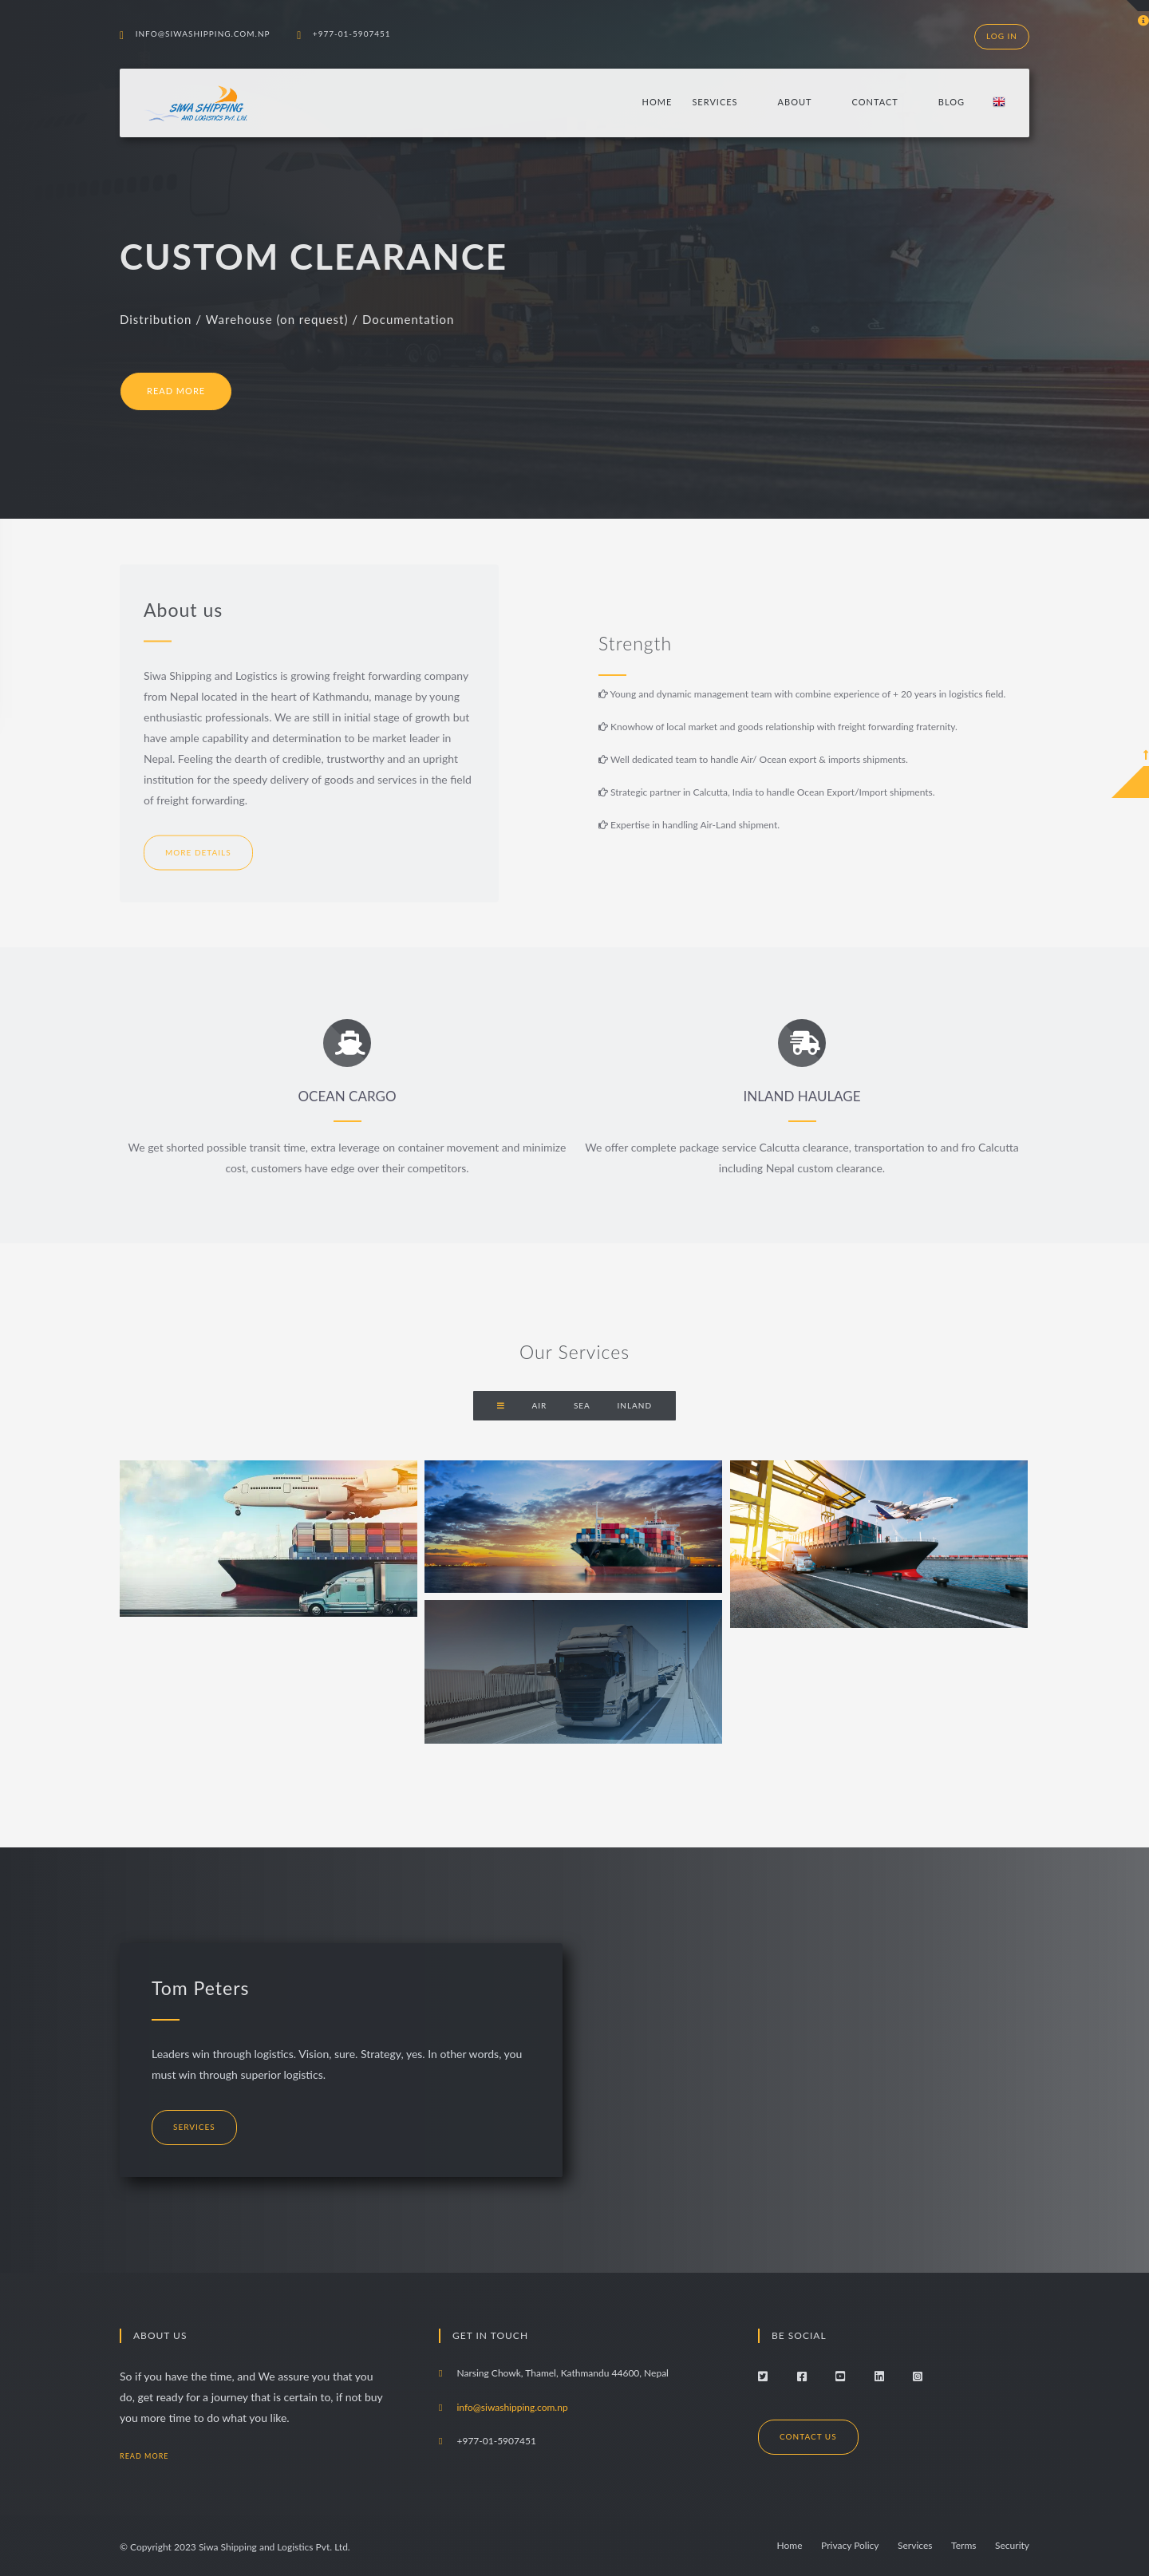 INFO@SIWASHIPPING.COM.NP
+977-01-5907451
LOG IN
SIWA SHIPPING
AND LOGISTICS Pvt. Ltd.
HOME
SERVICES
ABOUT
CONTACT
BLOG
CUSTOM CLEARANCE
Distribution / Warehouse (on request) / Documentation
READ MORE
About us
Siwa Shipping and Logistics is growing freight forwarding company
from Nepal located in the heart of Kathmandu, manage by young
enthusiastic professionals. We are still in initial stage of growth but
have ample capability and determination to be market leader in
Nepal. Feeling the dearth of credible, trustworthy and an upright
institution for the speedy delivery of goods and services in the field
of freight forwarding.
MORE DETAILS
Strength
Young and dynamic management team with combine experience of + 20 years in logistics field.
Knowhow of local market and goods relationship with freight forwarding fraternity.
Well dedicated team to handle Air/ Ocean export & imports shipments.
Strategic partner in Calcutta, India to handle Ocean Export/Import shipments.
Expertise in handling Air-Land shipment.
OCEAN CARGO
We get shorted possible transit time, extra leverage on container movement and minimize
cost, customers have edge over their competitors.
INLAND HAULAGE
We offer complete package service Calcutta clearance, transportation to and fro Calcutta
including Nepal custom clearance.
Our Services
AIR
SEA
INLAND
Tom Peters
Leaders win through logistics. Vision, sure. Strategy, yes. In other words, you
must win through superior logistics.
SERVICES
ABOUT US
So if you have the time, and We assure you that you
do, get ready for a journey that is certain to, if not buy
you more time to do what you like.
READ MORE
GET IN TOUCH
Narsing Chowk, Thamel, Kathmandu 44600, Nepal
info@siwashipping.com.np
+977-01-5907451
BE SOCIAL
CONTACT US
© Copyright 2023 Siwa Shipping and Logistics Pvt. Ltd.
Home
Privacy Policy
Services
Terms
Security